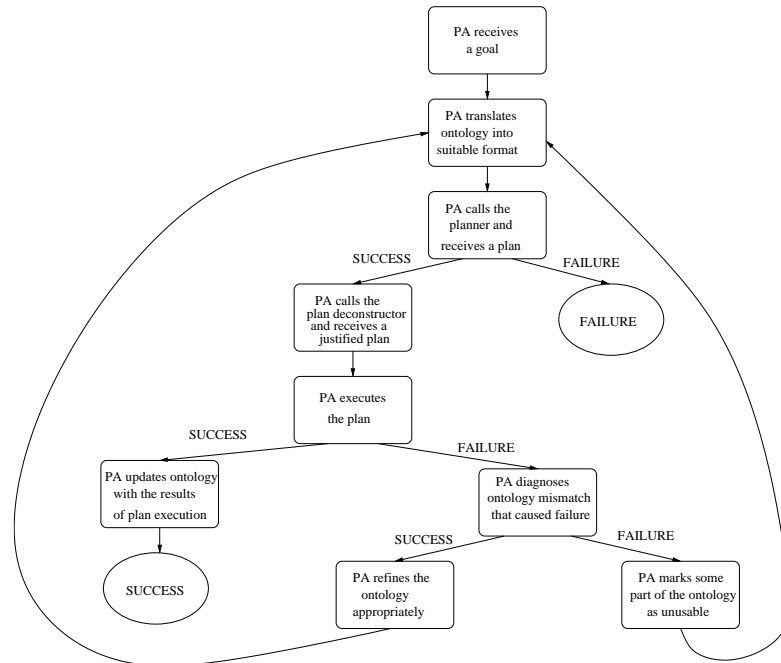 PA receives
a goal
PA translates
ontology into
suitable format
PA calls the
planner and
receives a plan
SUCCESS
FAILURE
PA calls the
plan deconstructor
and receives a
justified plan
FAILURE
PA executes
the plan
SUCCESS
FAILURE
PA updates ontology
with the results
of plan execution
PA diagnoses
ontology mismatch
that caused failure
SUCCESS
FAILURE
SUCCESS
PA refines the
ontology
appropriately
PA marks some
part of the ontology
as unusable